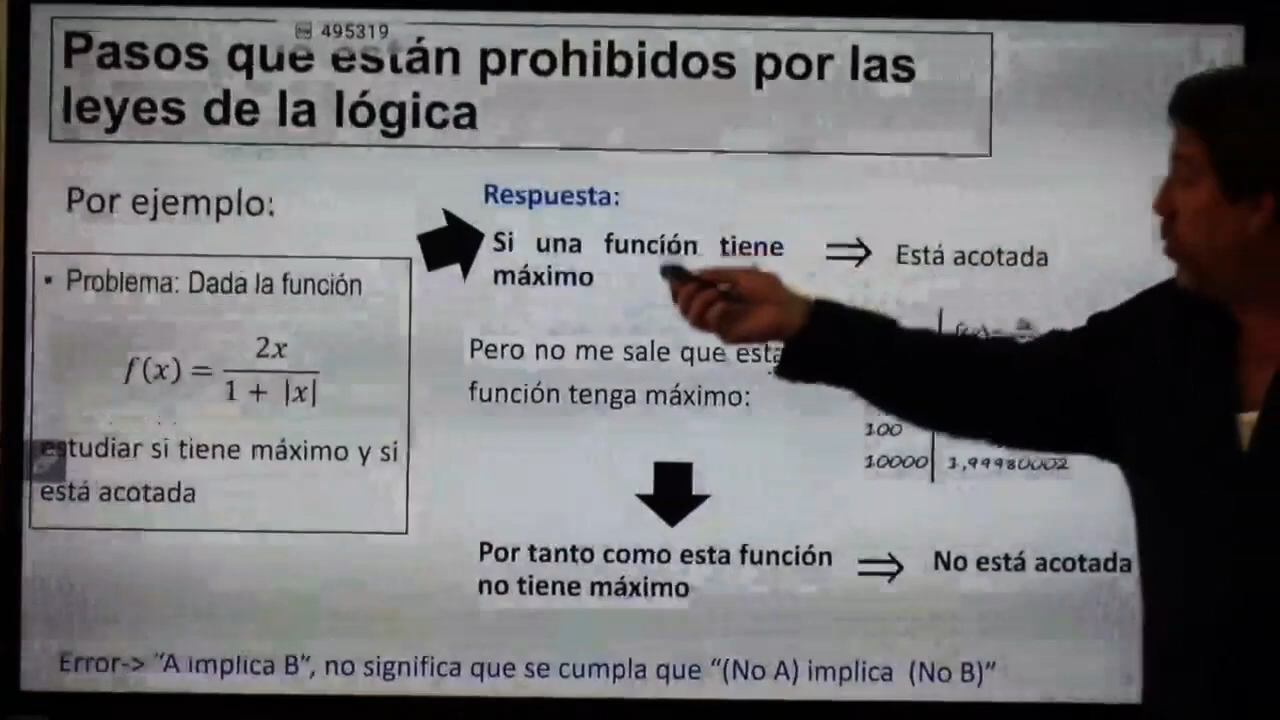 495319
Pasos que están prohibidos por las
leyes de la lógica
Por ejemplo:
• Problema: Dada la función
f(x) = 2x / 1 + |x|
estudiar si tiene máximo y si
está acotada
Respuesta:
Si una función tiene ⇒ Está acotada
máximo
Pero no me sale que esta
función tenga máximo:
100
10000 1,99980002
Por tanto como esta función ⇒ No está acotada
no tiene máximo
Error-> "A implica B", no significa que se cumpla que "(No A) implica (No B)"